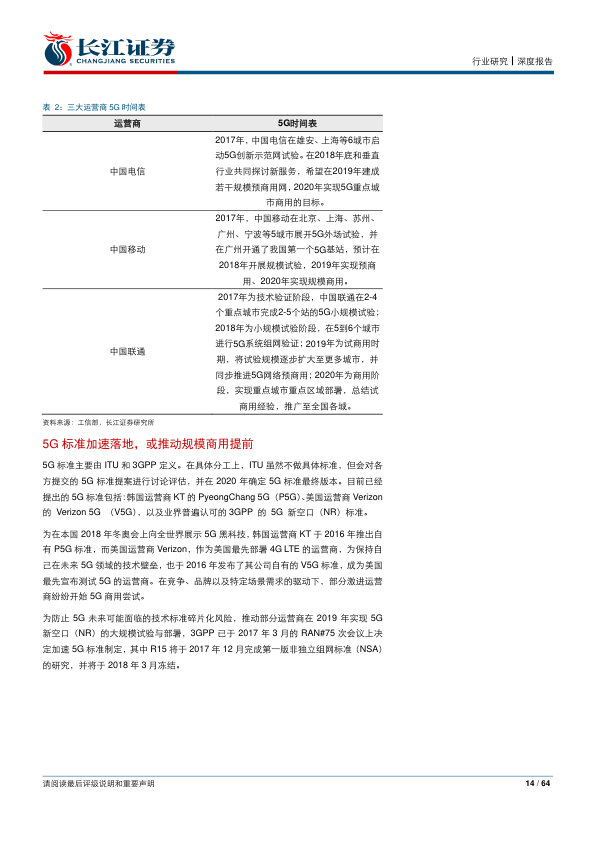 长江证券
CHANGJIANG SECURITIES
行业研究┃深度报告
表 2：三大运营商 5G 时间表
运营商 5G时间表
中国电信
2017年，中国电信在雄安、上海等6城市启
动5G创新示范网试验。在2018年底和垂直
行业共同探讨新服务，希望在2019年建成
若干规模预商用网，2020年实现5G重点城
市商用的目标。
中国移动
2017年，中国移动在北京、上海、苏州、
广州、宁波等5城市展开5G外场试验，并
在广州开通了我国第一个5G基站，预计在
2018年开展规模试验，2019年实现预商
用、2020年实现规模商用。
中国联通
2017年为技术验证阶段，中国联通在2-4
个重点城市完成2-5个站的5G小规模试验；
2018年为小规模试验阶段，在5到6个城市
进行5G系统组网验证；2019年为试商用时
期，将试验规模逐步扩大至更多城市，并
同步推进5G网络预商用；2020年为商用阶
段，实现重点城市重点区域部署，总结试
商用经验，推广至全国各城。
资料来源：工信部，长江证券研究所
5G 标准加速落地，或推动规模商用提前
5G 标准主要由 ITU 和 3GPP 定义。在具体分工上，ITU 虽然不做具体标准，但会对各
方提交的 5G 标准提案进行讨论评估，并在 2020 年确定 5G 标准最终版本。目前已经
提出的 5G 标准包括：韩国运营商 KT 的 PyeongChang 5G（P5G）、美国运营商 Verizon
的 Verizon 5G （V5G），以及业界普遍认可的 3GPP 的 5G 新空口（NR）标准。
为在本国 2018 年冬奥会上向全世界展示 5G 黑科技，韩国运营商 KT 于 2016 年推出自
有 P5G 标准，而美国运营商 Verizon，作为美国最先部署 4G LTE 的运营商，为保持自
己在未来 5G 领域的技术壁垒，也于 2016 年发布了其公司自有的 V5G 标准，成为美国
最先宣布测试 5G 的运营商。在竞争、品牌以及特定场景需求的驱动下，部分激进运营
商纷纷开始 5G 商用尝试。
为防止 5G 未来可能面临的技术标准碎片化风险，推动部分运营商在 2019 年实现 5G
新空口（NR）的大规模试验与部署，3GPP 已于 2017 年 3 月的 RAN#75 次会议上决
定加速 5G 标准制定，其中 R15 将于 2017 年 12 月完成第一版非独立组网标准（NSA）
的研究，并将于 2018 年 3 月冻结。
请阅读最后评级说明和重要声明
14 / 64